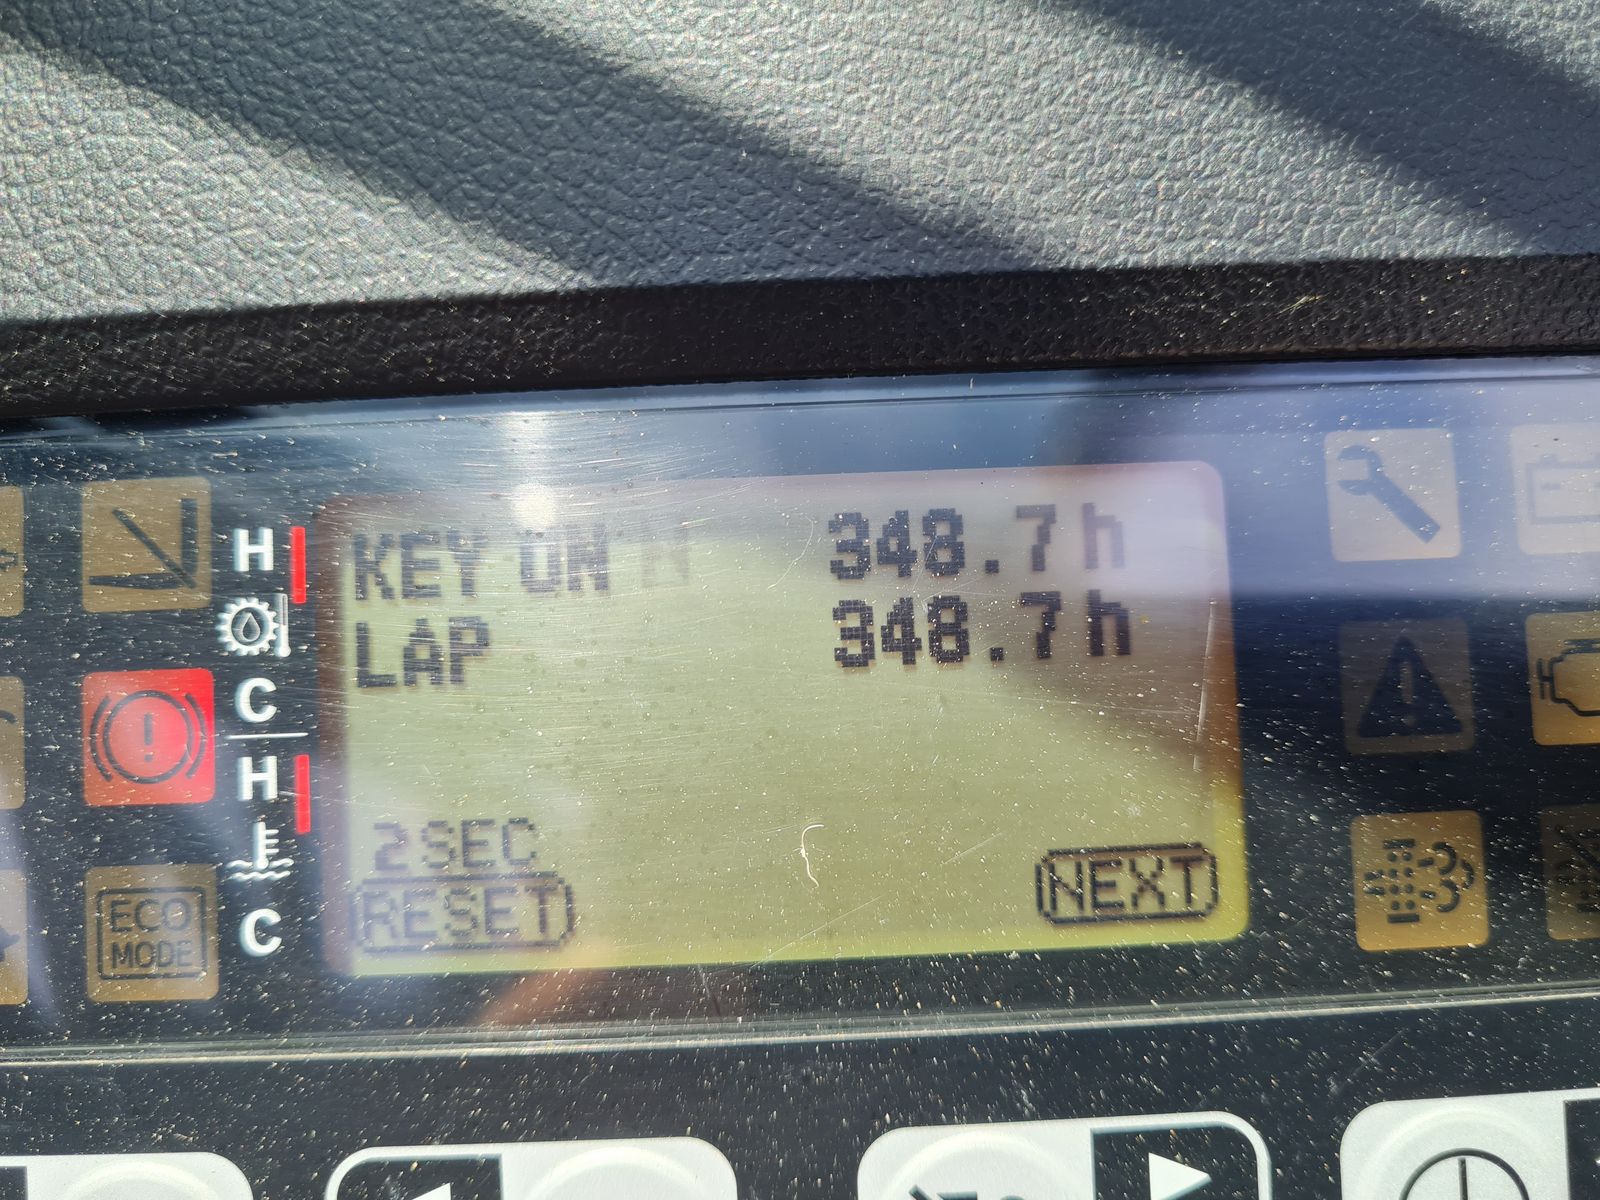 KEY ON 348.7h
LAP 348.7h
2SEC
RESET
NEXT
H
C
H
C
ECO
MODE